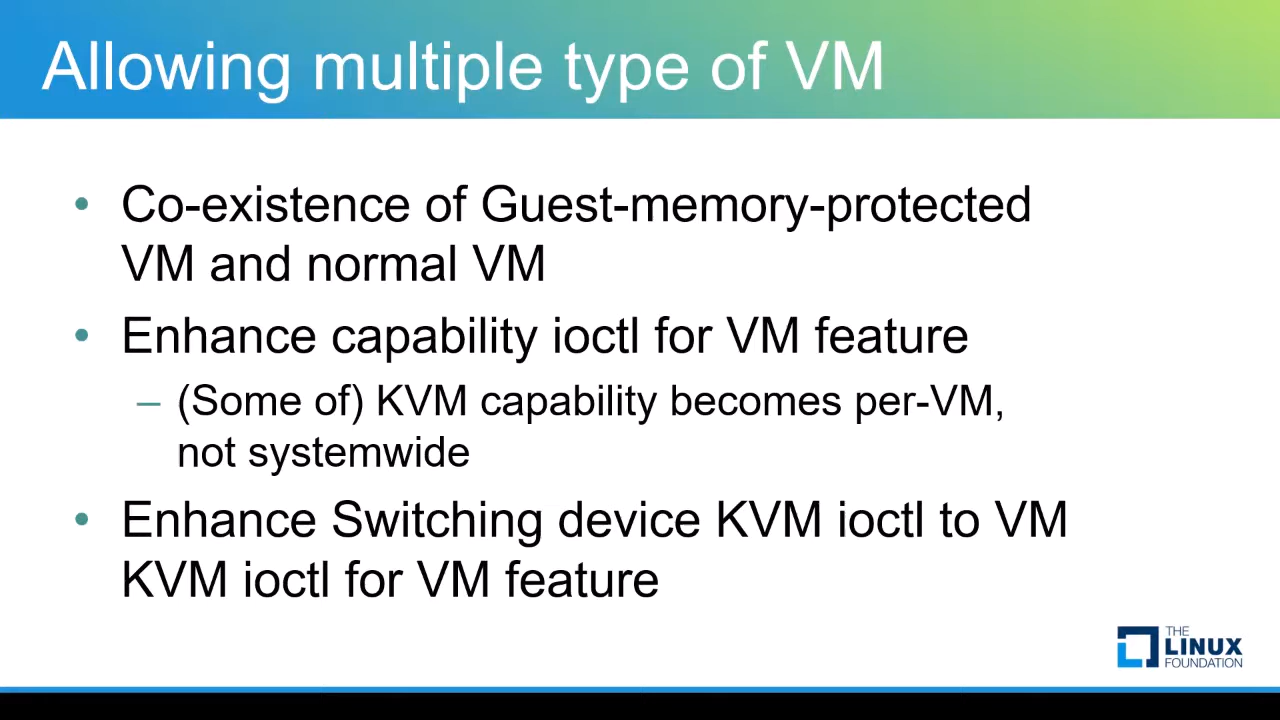 Allowing multiple type of VM
• Co-existence of Guest-memory-protected
VM and normal VM
• Enhance capability ioctl for VM feature
– (Some of) KVM capability becomes per-VM,
not systemwide
• Enhance Switching device KVM ioctl to VM
KVM ioctl for VM feature
THE
LINUX
FOUNDATION